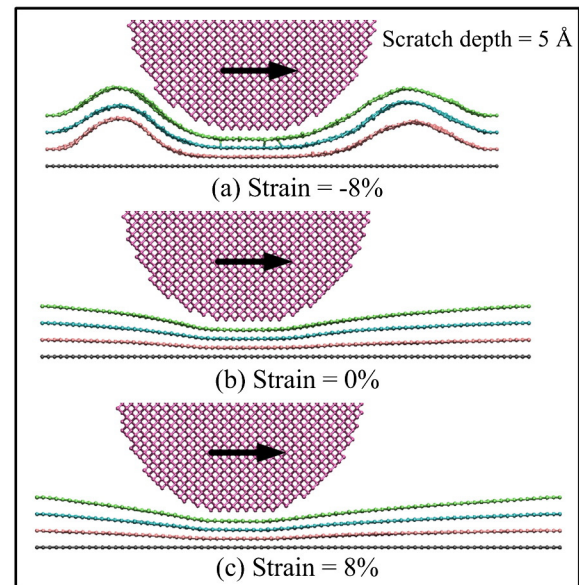 Scratch depth = 5 Å
(a) Strain = -8%
(b) Strain = 0%
(c) Strain = 8%